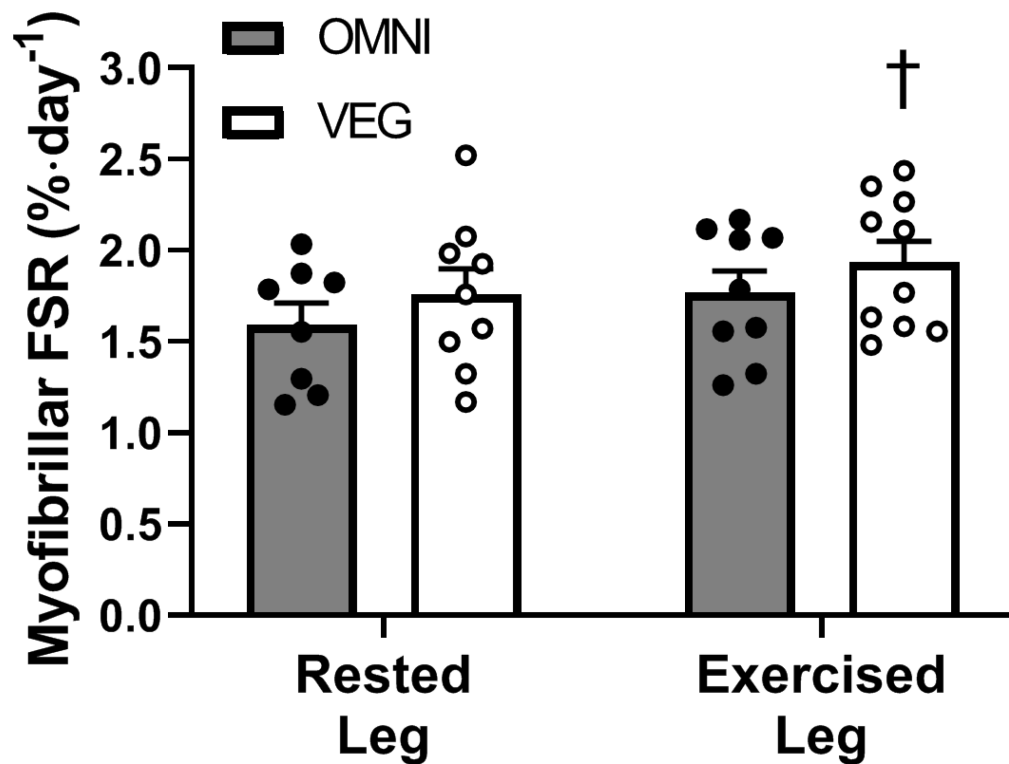 Myofibrillar FSR (%·day⁻¹)
OMNI
VEG
3.0
2.5
2.0
1.5
1.0
0.5
0.0
†
Rested
Leg
Exercised
Leg